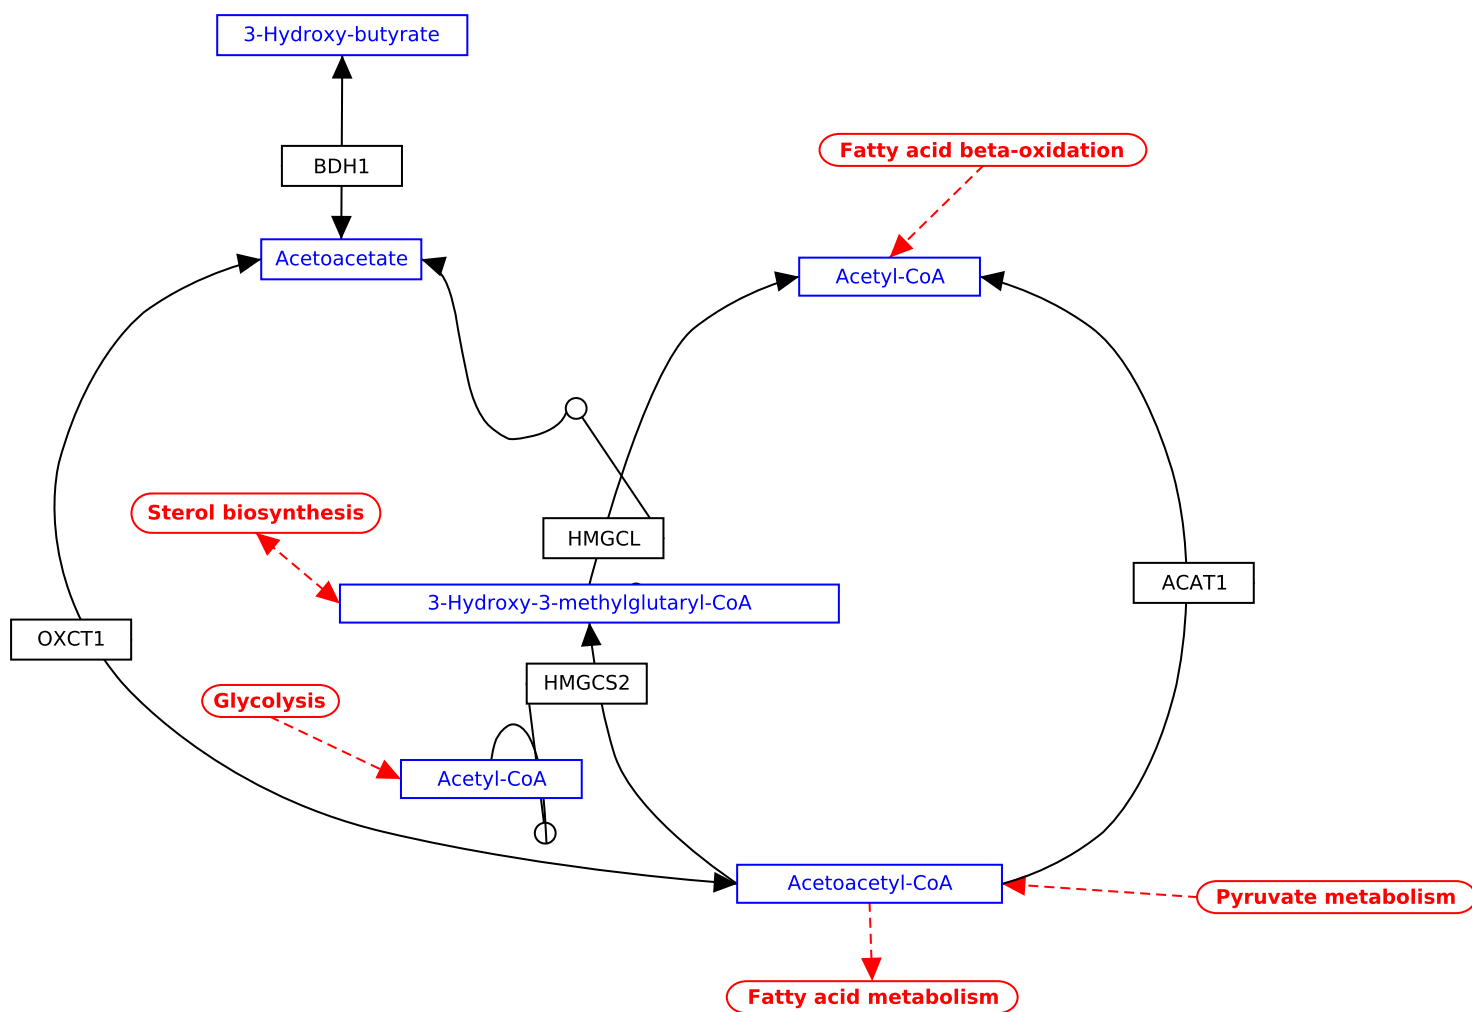 3-Hydroxy-butyrate
Fatty acid beta-oxidation
BDH1
Acetoacetate
Acetyl-CoA
Sterol biosynthesis
HMGCL
ACAT1
3-Hydroxy-3-methylglutaryl-CoA
OXCT1
HMGCS2
Glycolysis
Acetyl-CoA
Acetoacetyl-CoA
Pyruvate metabolism
Fatty acid metabolism